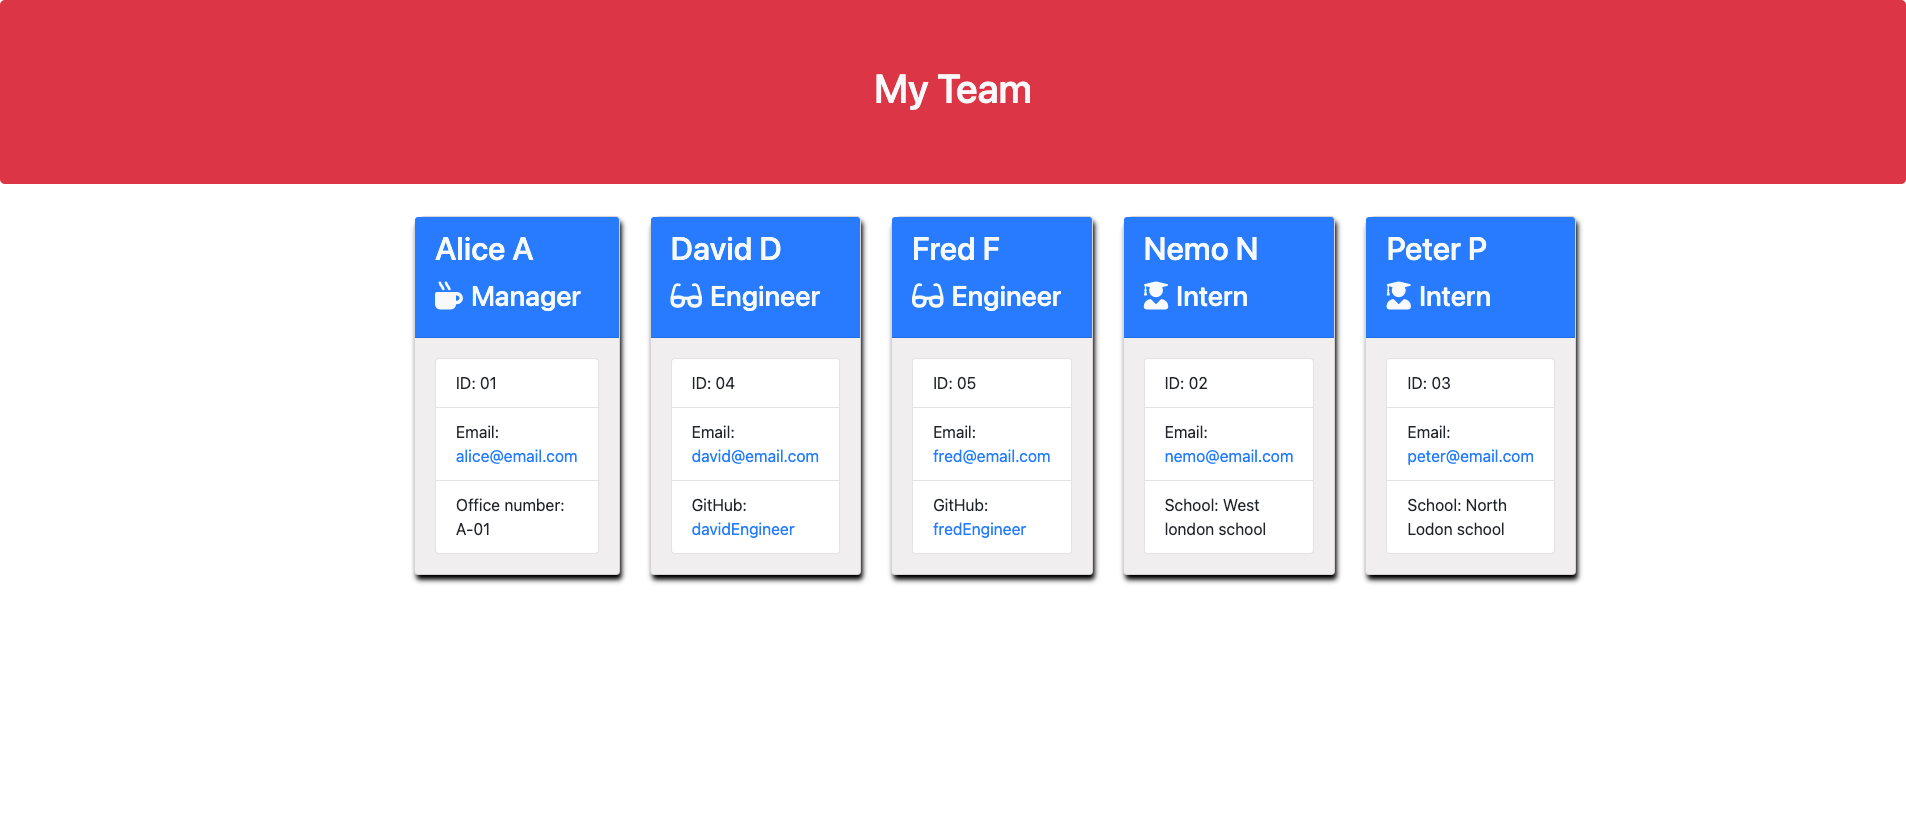 My Team
Alice A
Manager
ID: 01
Email:
alice@email.com
Office number:
A-01
David D
Engineer
ID: 04
Email:
david@email.com
GitHub:
davidEngineer
Fred F
Engineer
ID: 05
Email:
fred@email.com
GitHub:
fredEngineer
Nemo N
Intern
ID: 02
Email:
nemo@email.com
School: West
london school
Peter P
Intern
ID: 03
Email:
peter@email.com
School: North
Lodon school